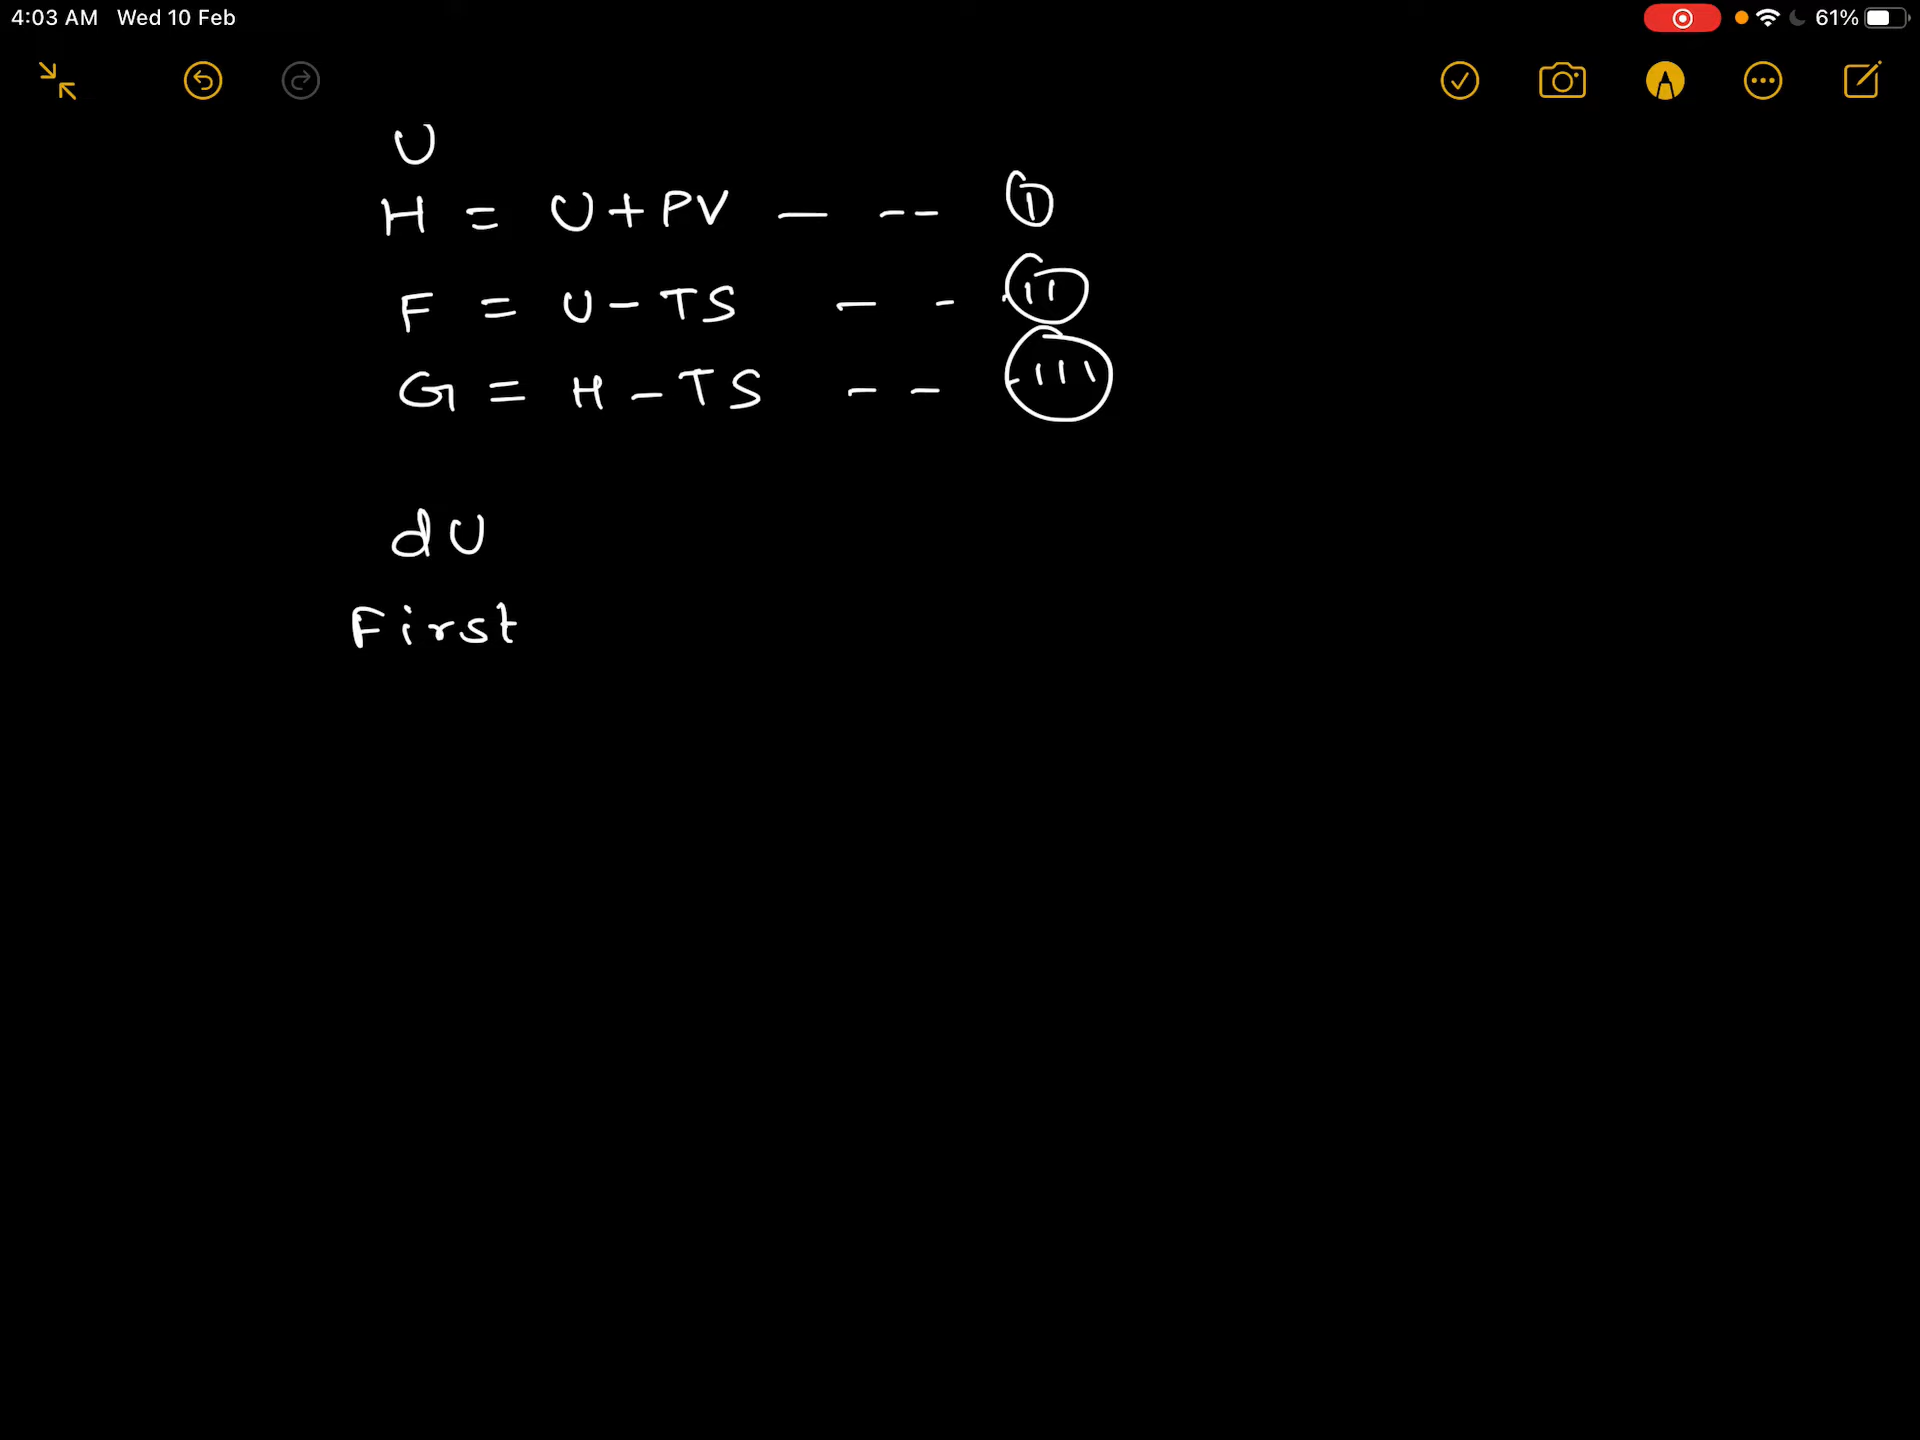 4:03 AM Wed 10 Feb 61%
U
H = U + PV — -- I
F = U - TS — - II
G = H - TS - - III
dU
First